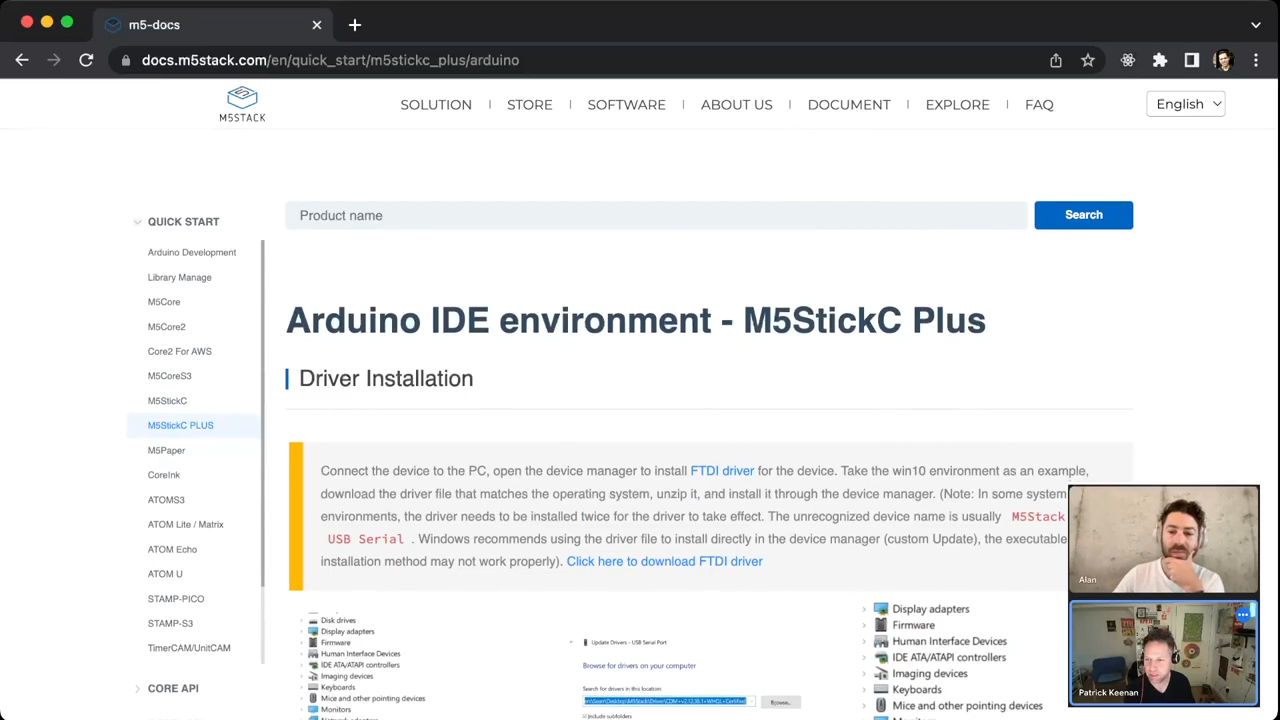 m5-docs
docs.m5stack.com/en/quick_start/m5stickc_plus/arduino
M5STACK
SOLUTION
STORE
SOFTWARE
ABOUT US
DOCUMENT
EXPLORE
FAQ
English
QUICK START
Arduino Development
Library Manage
M5Core
M5Core2
Core2 For AWS
M5CoreS3
M5StickC
M5StickC PLUS
M5Paper
CoreInk
ATOMS3
ATOM Lite / Matrix
ATOM Echo
ATOM U
STAMP-PICO
STAMP-S3
TimerCAM/UnitCAM
CORE API
Product name
Search
Arduino IDE environment - M5StickC Plus
Driver Installation
Connect the device to the PC, open the device manager to install FTDI driver for the device. Take the win10 environment as an example,
download the driver file that matches the operating system, unzip it, and install it through the device manager. (Note: In some system
environments, the driver needs to be installed twice for the driver to take effect. The unrecognized device name is usually M5Stack
USB Serial . Windows recommends using the driver file to install directly in the device manager (custom Update), the executable
installation method may not work properly). Click here to download FTDI driver
Disk drives
Display adapters
Firmware
Human Interface Devices
IDE ATA/ATAPI controllers
Imaging devices
Keyboards
Mice and other pointing devices
Monitors
Update Drivers - USB Serial Port
Browse for drivers on your computer
Search for drivers in this location:
Browse...
Include subfolders
Display adapters
Firmware
Human Interface Devices
IDE ATA/ATAPI controllers
Imaging devices
Keyboards
Mice and other pointing devices
Alan
Patrick Keenan